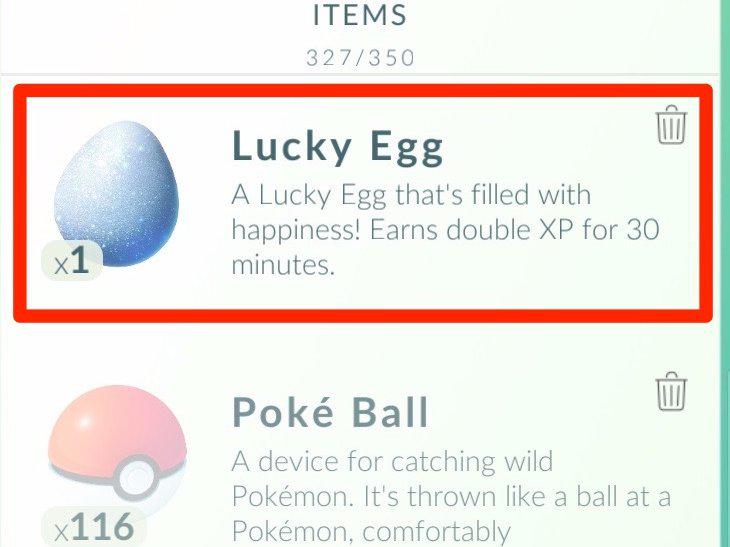 ITEMS
327/350
Lucky Egg
A Lucky Egg that's filled with
happiness! Earns double XP for 30
minutes.
x1
Poké Ball
A device for catching wild
Pokémon. It's thrown like a ball at a
Pokémon, comfortably
x116